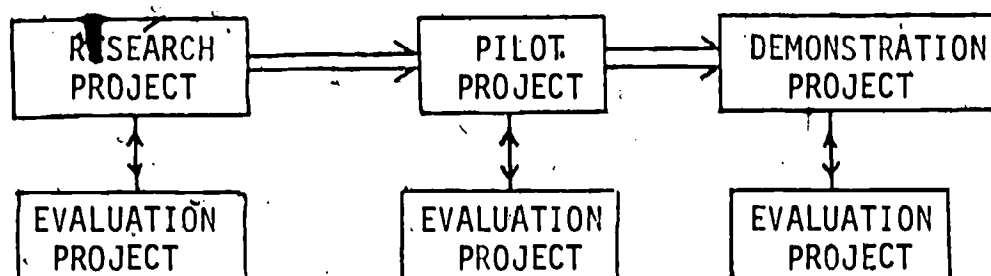 RESEARCH
PROJECT
PILOT
PROJECT
DEMONSTRATION
PROJECT
EVALUATION
PROJECT
EVALUATION
PROJECT
EVALUATION
PROJECT